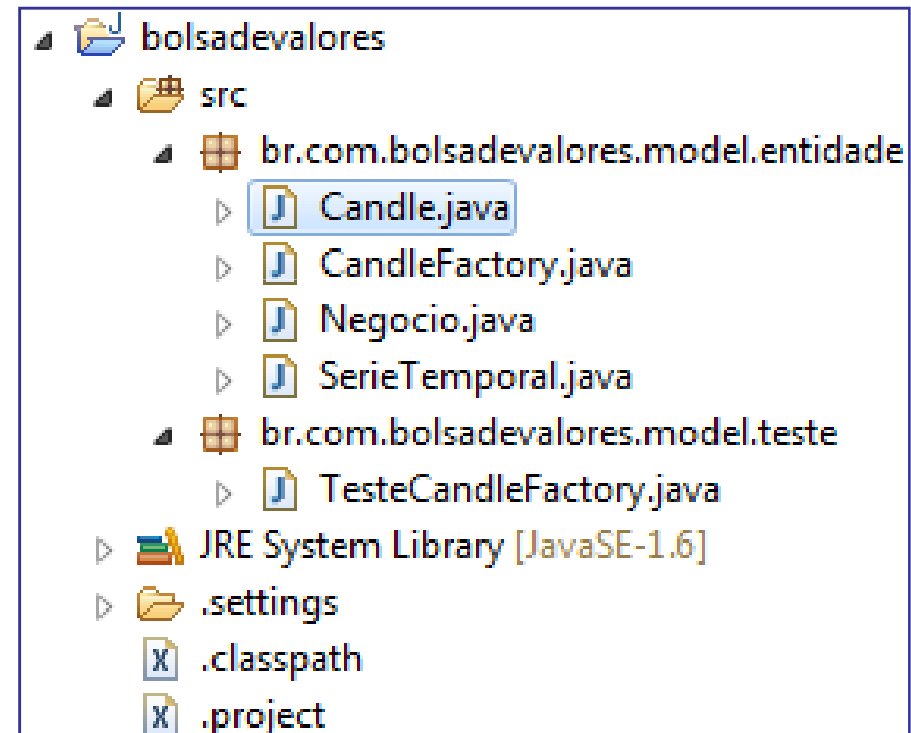 bolsadevalores
src
br.com.bolsadevalores.model.entidade
Candle.java
CandleFactory.java
Negocio.java
SerieTemporal.java
br.com.bolsadevalores.model.teste
TesteCandleFactory.java
JRE System Library [JavaSE-1.6]
.settings
.classpath
.project